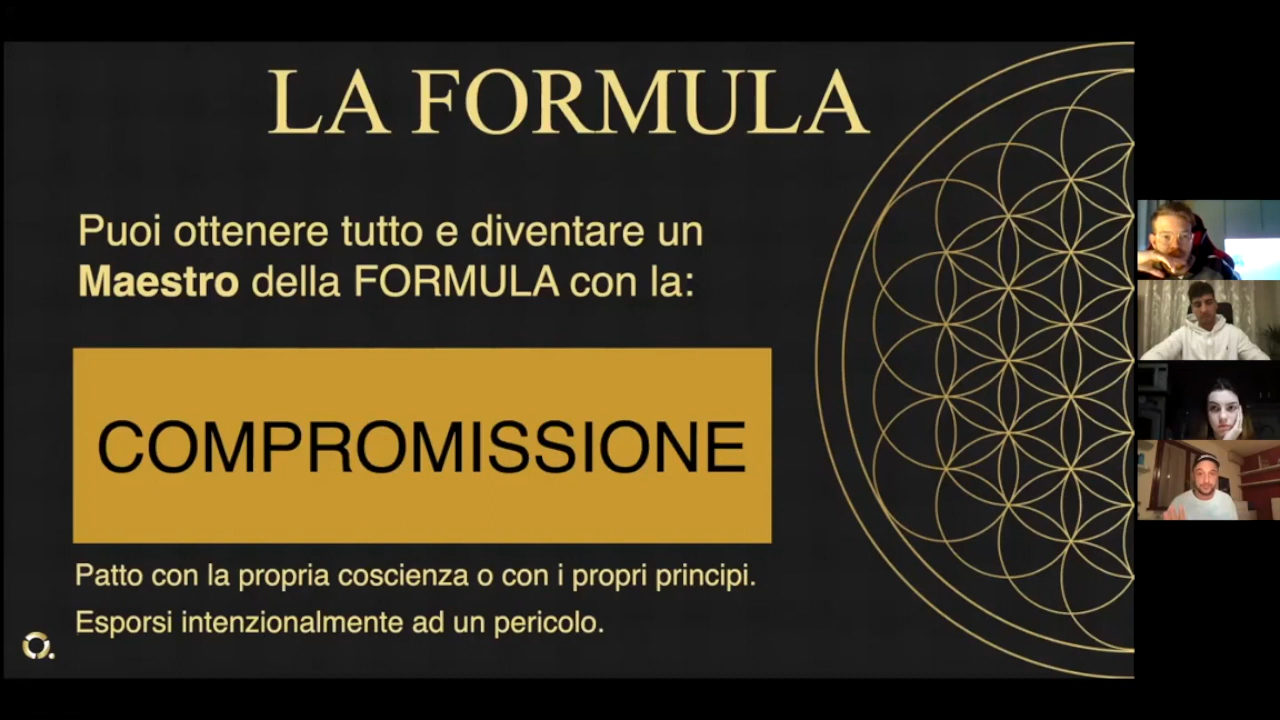 LA FORMULA
Puoi ottenere tutto e diventare un
Maestro della FORMULA con la:
COMPROMISSIONE
Patto con la propria coscienza o con i propri principi.
Esporsi intenzionalmente ad un pericolo.